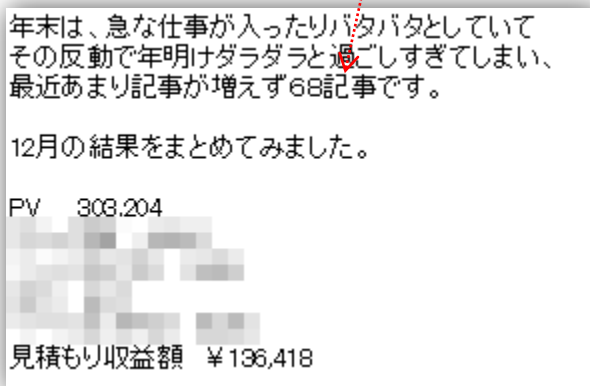 年末は、急な仕事が入ったりバタバタとしていて
その反動で年明けダラダラと過ごしすぎてしまい、
最近あまり記事が増えず68記事です。
12月の結果をまとめてみました。
PV 303.204
見積もり収益額 ￥136,418